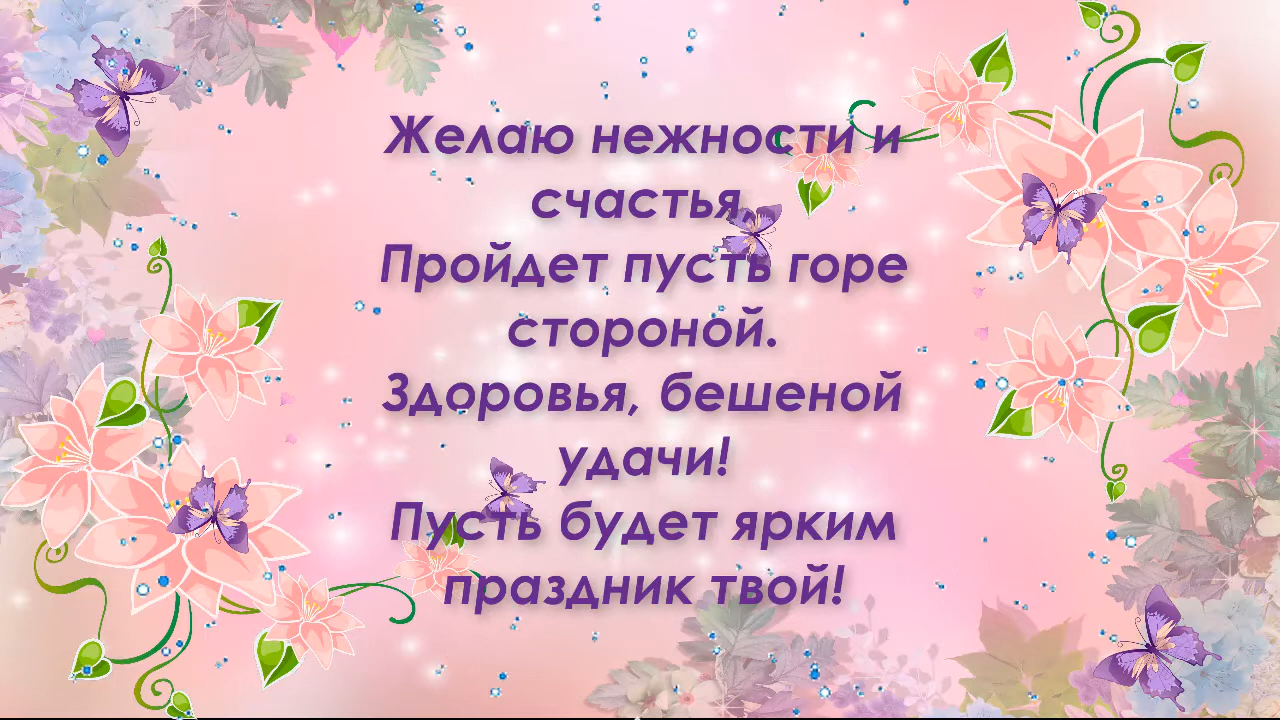 Желаю нежности и
счастья,
Пройдет пусть горе
стороной.
Здоровья, бешеной
удачи!
Пусть будет ярким
праздник твой!